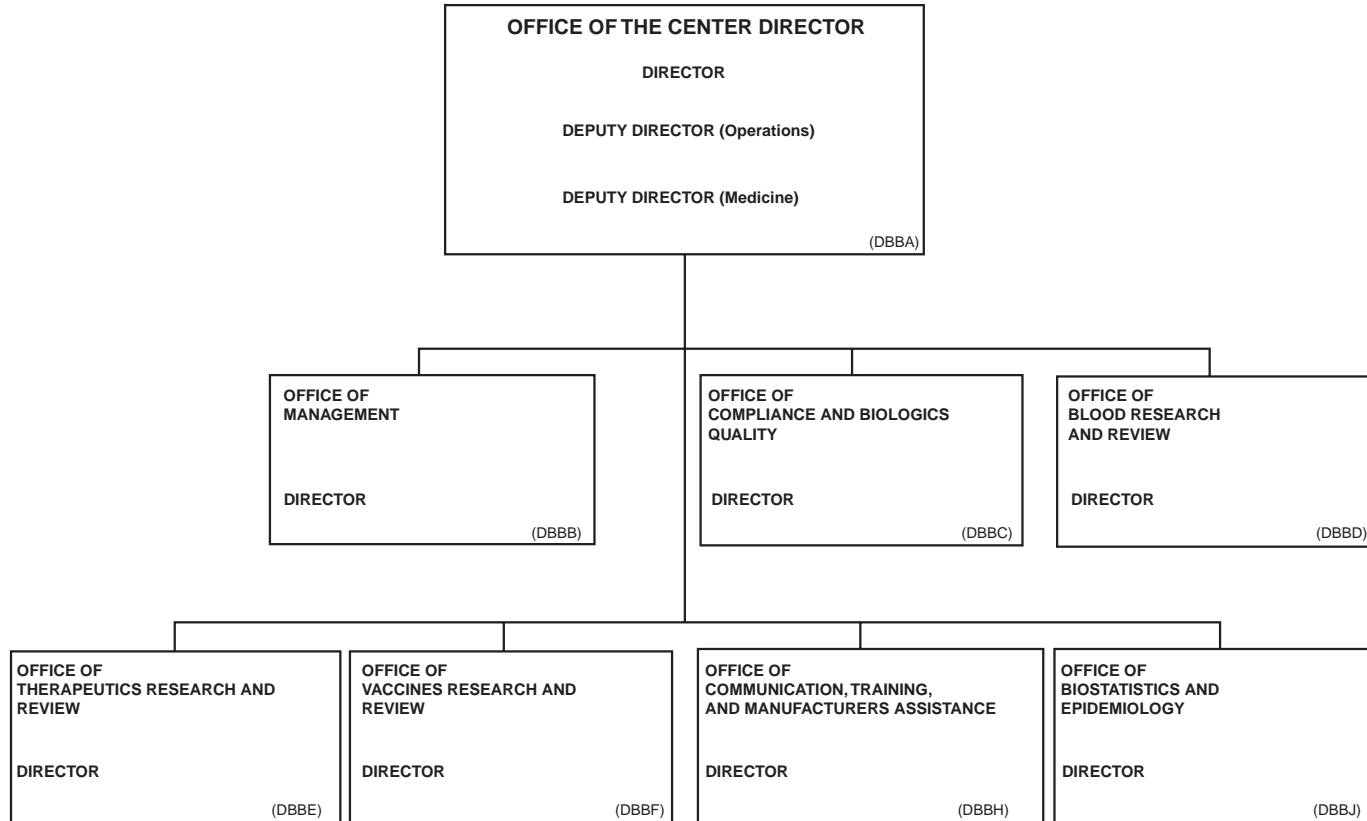 OFFICE OF THE CENTER DIRECTOR
DIRECTOR
DEPUTY DIRECTOR (Operations)
DEPUTY DIRECTOR (Medicine)
(DBBA)
OFFICE OF
MANAGEMENT
DIRECTOR
(DBBB)
OFFICE OF
COMPLIANCE AND BIOLOGICS
QUALITY
DIRECTOR
(DBBC)
OFFICE OF
BLOOD RESEARCH
AND REVIEW
DIRECTOR
(DBBD)
OFFICE OF
THERAPEUTICS RESEARCH AND
REVIEW
DIRECTOR
(DBBE)
OFFICE OF
VACCINES RESEARCH AND
REVIEW
DIRECTOR
(DBBF)
OFFICE OF
COMMUNICATION, TRAINING,
AND MANUFACTURERS ASSISTANCE
DIRECTOR
(DBBH)
OFFICE OF
BIOSTATISTICS AND
EPIDEMIOLOGY
DIRECTOR
(DBBJ)